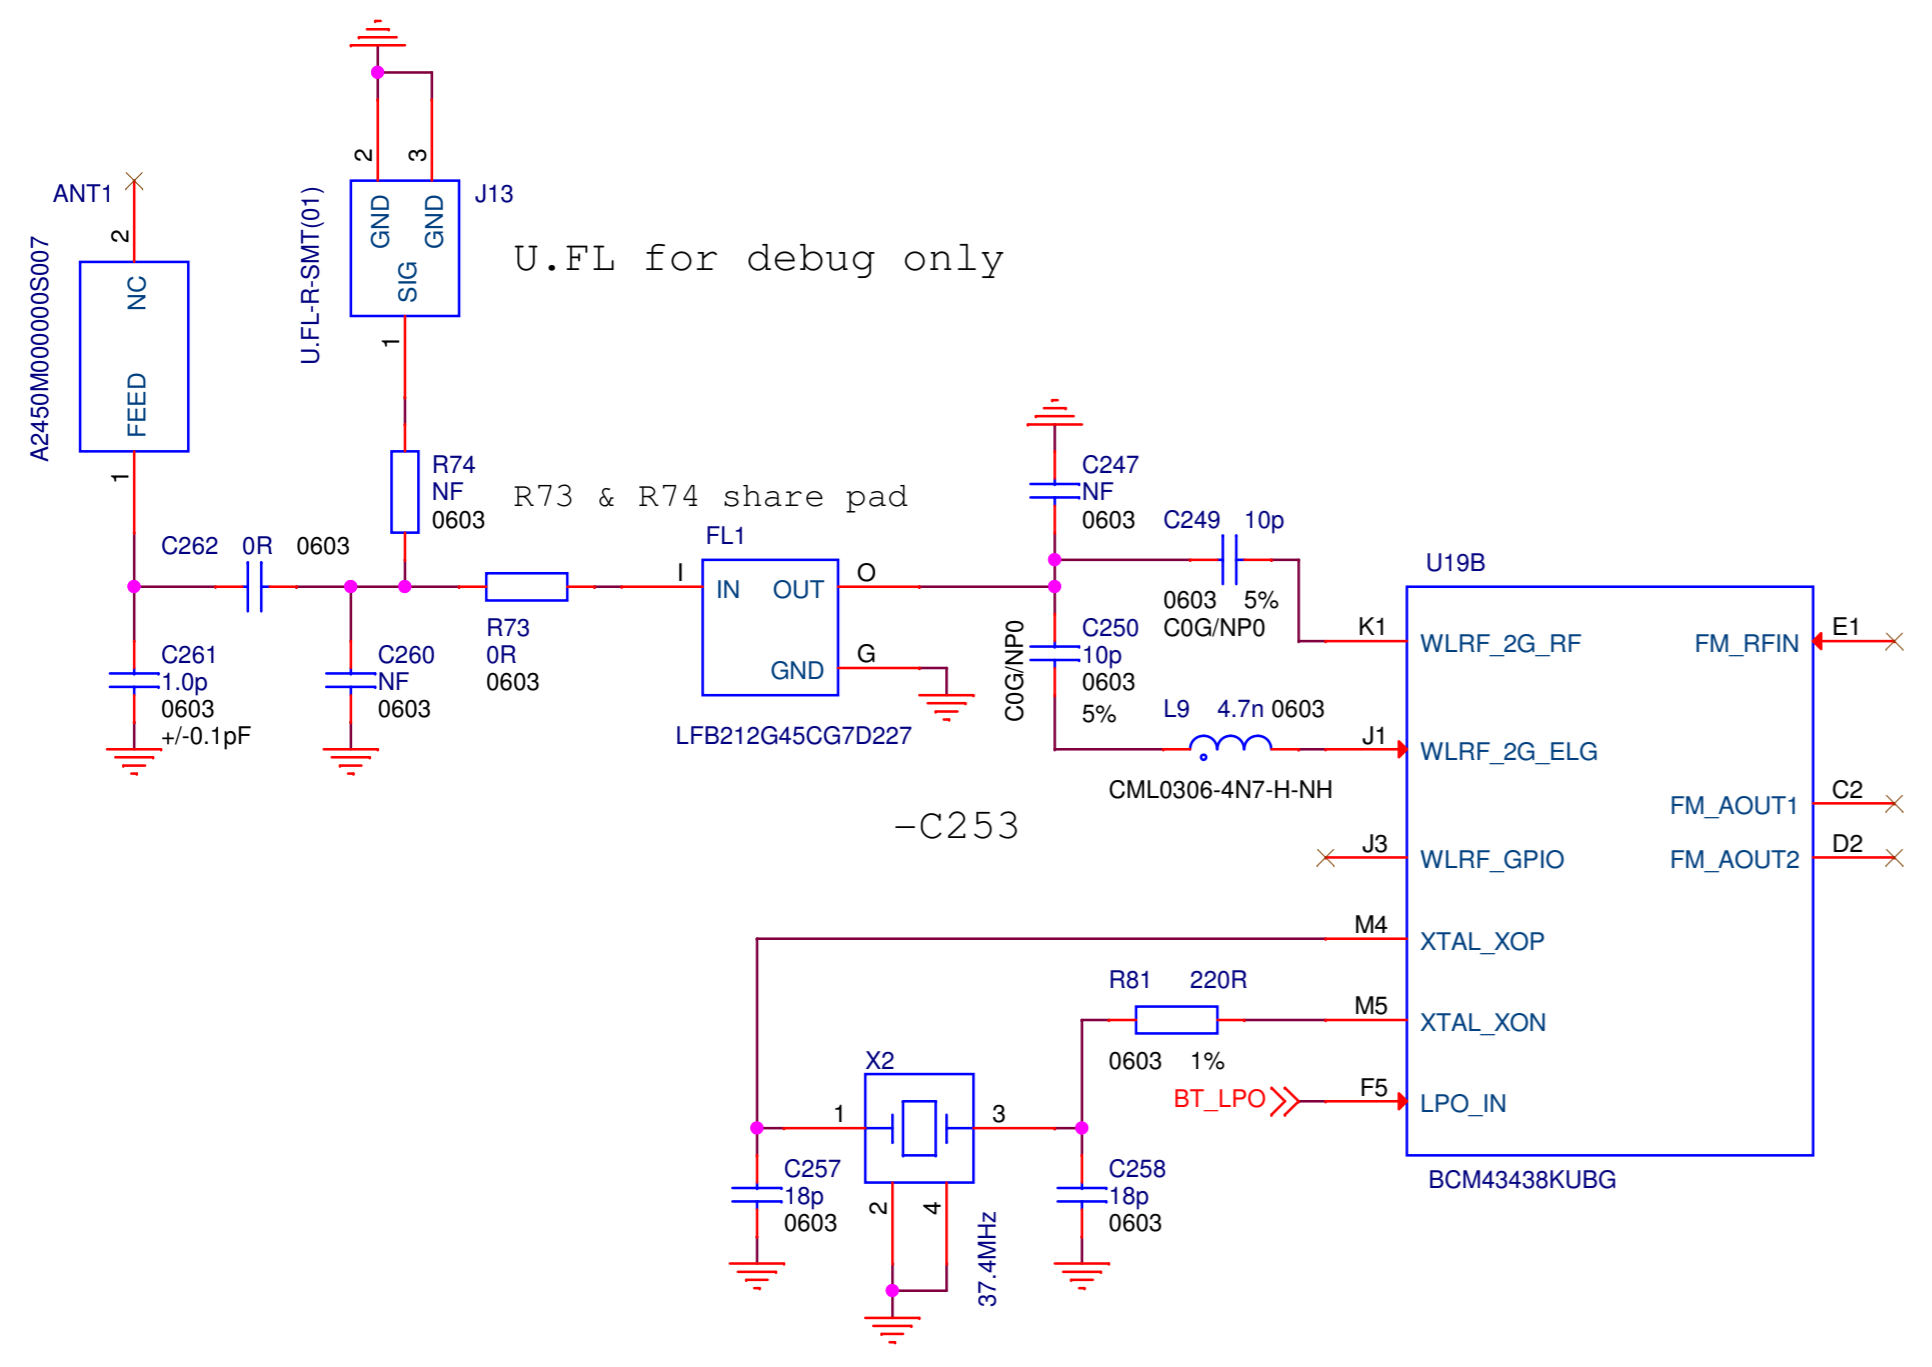 ANT1
2
A2450M000000S007
NC
FEED
1
2
3
U.FL-R-SMT(01)
GND
GND
SIG
J13
1
U.FL for debug only
R74
NF
0603
R73 & R74 share pad
C262 0R 0603
C261
1.0p
0603
+/-0.1pF
C260
NF
0603
R73
0R
0603
FL1
I
IN
OUT
O
GND
G
LFB212G45CG7D227
C247
NF
0603
C249 10p
0603 5%
C0G/NP0
C250
10p
0603
5%
C0G/NP0
L9 4.7n 0603
CML0306-4N7-H-NH
-C253
U19B
K1
WLRF_2G_RF
J1
WLRF_2G_ELG
J3
WLRF_GPIO
M4
XTAL_XOP
M5
XTAL_XON
F5
LPO_IN
FM_RFIN
E1
FM_AOUT1
C2
FM_AOUT2
D2
BCM43438KUBG
R81 220R
0603 1%
BT_LPO
X2
1
3
2
4
37.4MHz
C257
18p
0603
C258
18p
0603